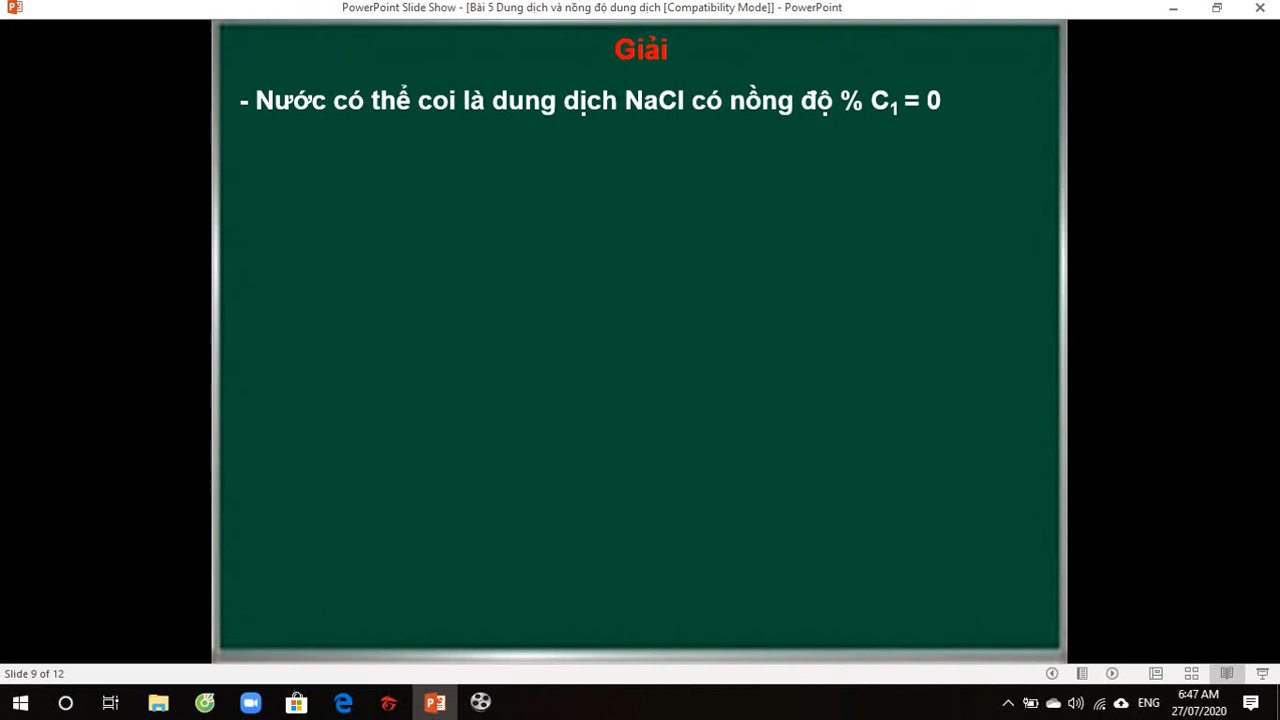 PowerPoint Slide Show - [Bài 5 Dung dịch và nồng độ dung dịch [Compatibility Mode]] - PowerPoint
Giải
- Nước có thể coi là dung dịch NaCl có nồng độ % C₁ = 0
Slide 9 of 12
ENG
6:47 AM
27/07/2020